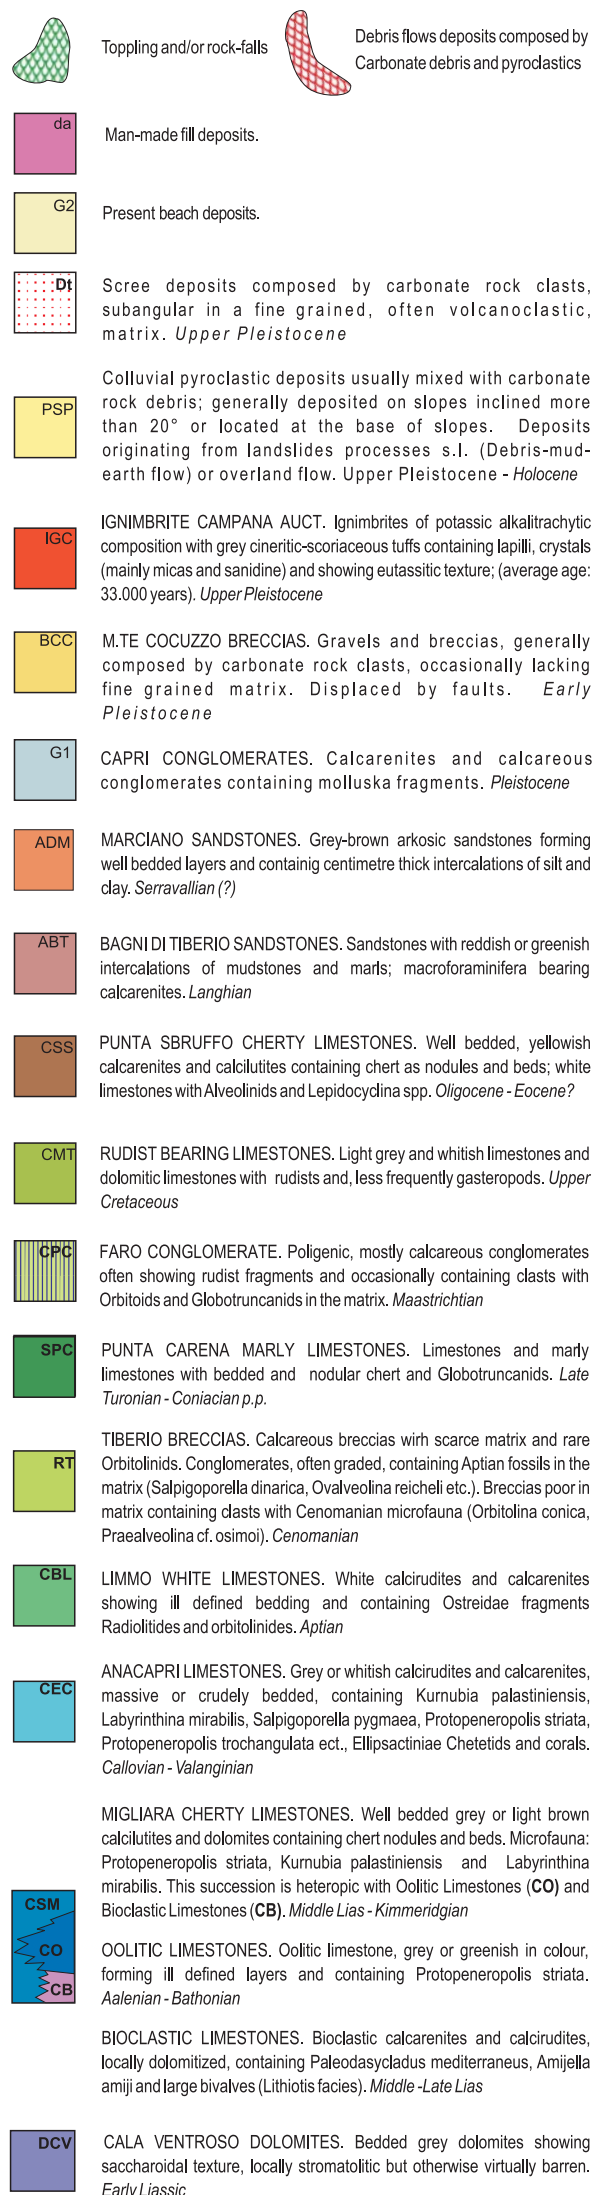 Toppling and/or rock-falls
Debris flows deposits composed by
Carbonate debris and pyroclastics
da
Man-made fill deposits.
G2
Present beach deposits.
Dt
Scree deposits composed by carbonate rock clasts,
subangular in a fine grained, often volcanoclastic,
matrix. Upper Pleistocene
PSP
Colluvial pyroclastic deposits usually mixed with carbonate
rock debris; generally deposited on slopes inclined more
than 20° or located at the base of slopes. Deposits
originating from landslides processes s.l. (Debris-mud-
earth flow) or overland flow. Upper Pleistocene - Holocene
IGC
IGNIMBRITE CAMPANA AUCT. Ignimbrites of potassic alkalitrachytic
composition with grey cineritic-scoriaceous tuffs containing lapilli, crystals
(mainly micas and sanidine) and showing eutassitic texture; (average age:
33.000 years). Upper Pleistocene
BCC
M.TE COCUZZO BRECCIAS. Gravels and breccias, generally
composed by carbonate rock clasts, occasionally lacking
fine grained matrix. Displaced by faults. Early
Pleistocene
G1
CAPRI CONGLOMERATES. Calcarenites and calcareous
conglomerates containing molluska fragments. Pleistocene
ADM
MARCIANO SANDSTONES. Grey-brown arkosic sandstones forming
well bedded layers and containig centimetre thick intercalations of silt and
clay. Serravallian (?)
ABT
BAGNI DI TIBERIO SANDSTONES. Sandstones with reddish or greenish
intercalations of mudstones and marls; macroforaminifera bearing
calcarenites. Langhian
CSS
PUNTA SBRUFFO CHERTY LIMESTONES. Well bedded, yellowish
calcarenites and calcilutites containing chert as nodules and beds; white
limestones with Alveolinids and Lepidocyclina spp. Oligocene - Eocene?
CMT
RUDIST BEARING LIMESTONES. Light grey and whitish limestones and
dolomitic limestones with rudists and, less frequently gasteropods. Upper
Cretaceous
CPC
FARO CONGLOMERATE. Poligenic, mostly calcareous conglomerates
often showing rudist fragments and occasionally containing clasts with
Orbitoids and Globotruncanids in the matrix. Maastrichtian
SPC
PUNTA CARENA MARLY LIMESTONES. Limestones and marly
limestones with bedded and nodular chert and Globotruncanids. Late
Turonian - Coniacian p.p.
RT
TIBERIO BRECCIAS. Calcareous breccias wirh scarce matrix and rare
Orbitolinids. Conglomerates, often graded, containing Aptian fossils in the
matrix (Salpigoporella dinarica, Ovalveolina reicheli etc.). Breccias poor in
matrix containing clasts with Cenomanian microfauna (Orbitolina conica,
Praealveolina cf. osimoi). Cenomanian
CBL
LIMMO WHITE LIMESTONES. White calcirudites and calcarenites
showing ill defined bedding and containing Ostreidae fragments
Radiolitides and orbitolinides. Aptian
CEC
ANACAPRI LIMESTONES. Grey or whitish calcirudites and calcarenites,
massive or crudely bedded, containing Kurnubia palastiniensis,
Labyrinthina mirabilis, Salpigoporella pygmaea, Protopeneropolis striata,
Protopeneropolis trochangulata ect., Ellipsactiniae Chetetids and corals.
Callovian - Valanginian
MIGLIARA CHERTY LIMESTONES. Well bedded grey or light brown
calcilutites and dolomites containing chert nodules and beds. Microfauna:
Protopeneropolis striata, Kurnubia palastiniensis and Labyrinthina
mirabilis. This succession is heteropic with Oolitic Limestones (CO) and
Bioclastic Limestones (CB). Middle Lias - Kimmeridgian
CSM
CO
CB
OOLITIC LIMESTONES. Oolitic limestone, grey or greenish in colour,
forming ill defined layers and containing Protopeneropolis striata.
Aalenian - Bathonian
BIOCLASTIC LIMESTONES. Bioclastic calcarenites and calcirudites,
locally dolomitized, containing Paleodasycladus mediterraneus, Amijella
amiji and large bivalves (Lithiotis facies). Middle -Late Lias
DCV
CALA VENTROSO DOLOMITES. Bedded grey dolomites showing
saccharoidal texture, locally stromatolitic but otherwise virtually barren.
Early Liassic